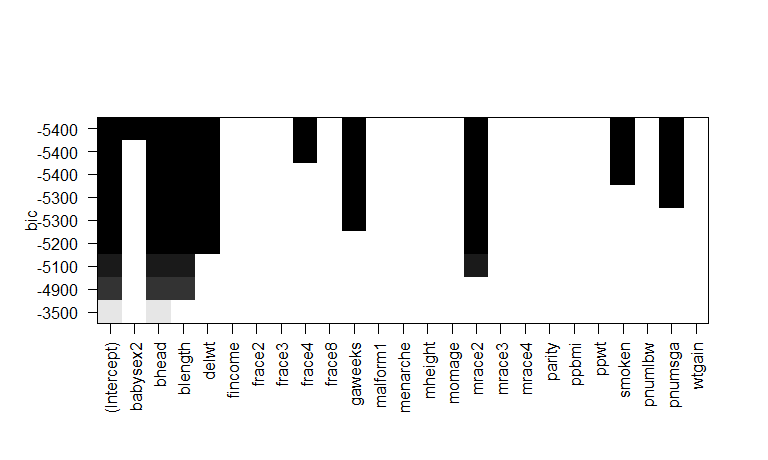 bic
-5400
-5400
-5400
-5300
-5300
-5200
-5100
-4900
-3500
(Intercept)
babysex2
bhead
blength
delwt
fincome
frace2
frace3
frace4
frace8
gaweeks
malform1
menarche
mheight
momage
mrace2
mrace3
mrace4
parity
ppbmi
ppwt
smoken
pnumlbw
pnumsga
wtgain